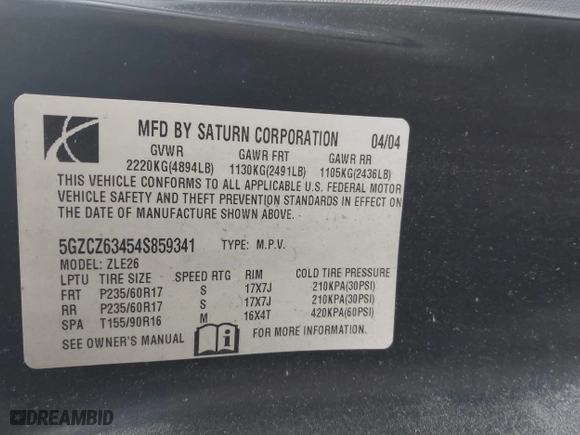 MFD BY SATURN CORPORATION 04/04
GVWR GAWR FRT GAWR RR
2220KG(4894LB) 1130KG(2491LB) 1105KG(2436LB)
THIS VEHICLE CONFORMS TO ALL APPLICABLE U.S. FEDERAL MOTOR
VEHICLE SAFETY AND THEFT PREVENTION STANDARDS IN EFFECT ON
THE DATE OF MANUFACTURE SHOWN ABOVE.
5GZCZ63454S859341 TYPE: M.P.V.
MODEL: ZLE26
LPTU TIRE SIZE SPEED RTG RIM COLD TIRE PRESSURE
FRT P235/60R17 S 17X7J 210KPA(30PSI)
RR P235/60R17 S 17X7J 210KPA(30PSI)
SPA T155/90R16 M 16X4T 420KPA(60PSI)
SEE OWNER'S MANUAL FOR MORE INFORMATION.
DREAMBID